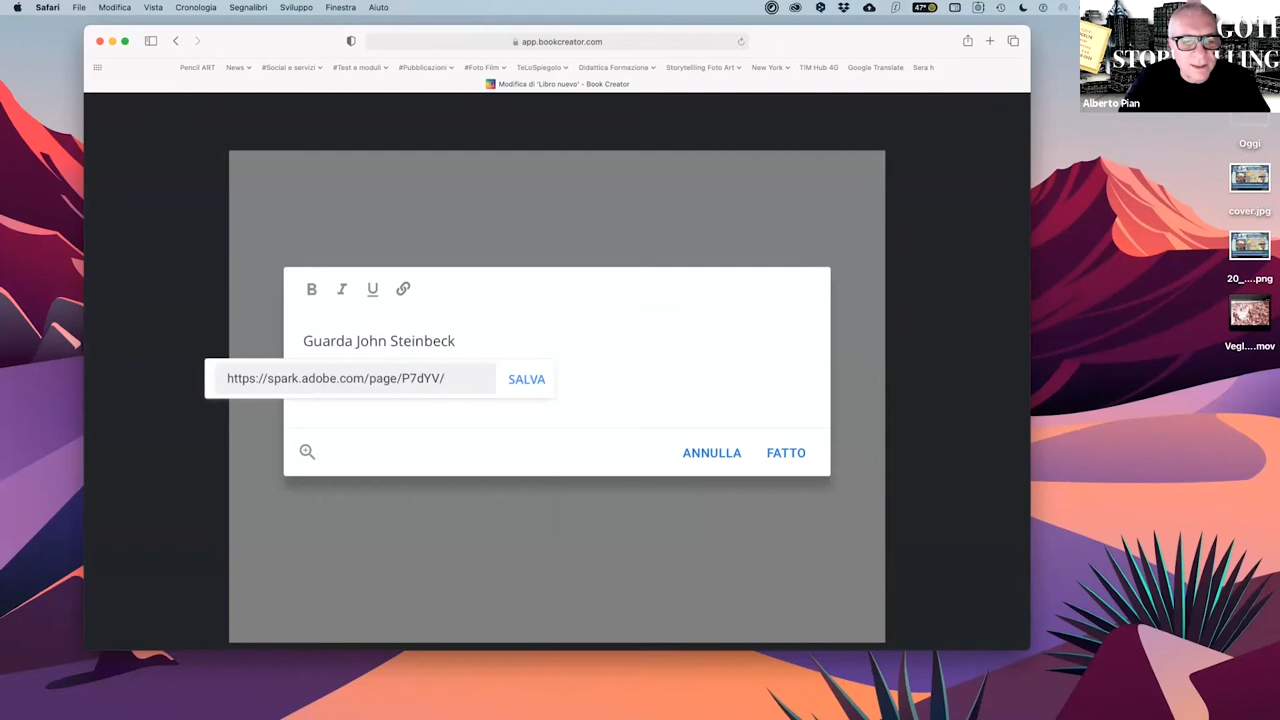 Safari File Modifica Vista Cronologia Segnalibri Sviluppo Finestra Aiuto
app.bookcreator.com
Pencil ART News #Social e servizi #Test e moduli #Pubblicazioni #Foto Film TeLoSpiegolo Didattica Formazione Storytelling Foto Art New York TIM Hub 4G Google Translate Sera h
Modifica di 'Libro nuovo' - Book Creator
Alberto Pian
Oggi
cover.jpg
20_....png
Vegl....mov
B I U
Guarda John Steinbeck
https://spark.adobe.com/page/P7dYV/ SALVA
ANNULLA FATTO